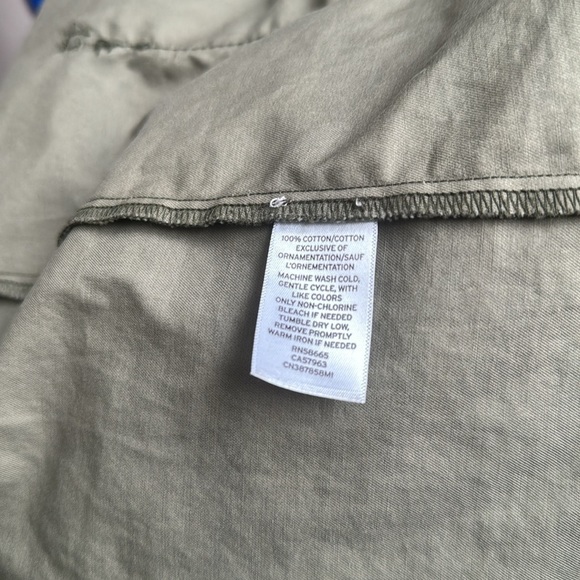 100% COTTON/COTTON
EXCLUSIVE OF
ORNAMENTATION/SAUF
L'ORNEMENTATION
MACHINE WASH COLD,
GENTLE CYCLE, WITH
LIKE COLORS
ONLY NON-CHLORINE
BLEACH IF NEEDED
TUMBLE DRY LOW,
REMOVE PROMPTLY
WARM IRON IF NEEDED
RN58665
CA57963
CN387858MI